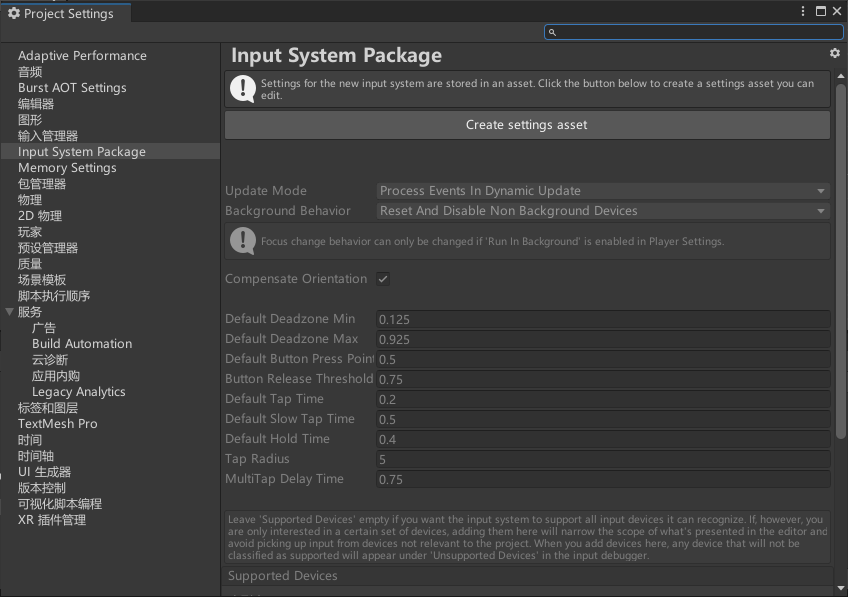 Project Settings
Adaptive Performance
音频
Burst AOT Settings
编辑器
图形
输入管理器
Input System Package
Memory Settings
包管理器
物理
2D 物理
玩家
预设管理器
质量
场景模板
脚本执行顺序
服务
广告
Build Automation
云诊断
应用内购
Legacy Analytics
标签和图层
TextMesh Pro
时间
时间轴
UI 生成器
版本控制
可视化脚本编程
XR 插件管理
Input System Package
Settings for the new input system are stored in an asset. Click the button below to create a settings asset you can
edit.
Create settings asset
Update Mode Process Events In Dynamic Update
Background Behavior Reset And Disable Non Background Devices
Focus change behavior can only be changed if 'Run In Background' is enabled in Player Settings.
Compensate Orientation
Default Deadzone Min 0.125
Default Deadzone Max 0.925
Default Button Press Point 0.5
Button Release Threshold 0.75
Default Tap Time 0.2
Default Slow Tap Time 0.5
Default Hold Time 0.4
Tap Radius 5
MultiTap Delay Time 0.75
Leave 'Supported Devices' empty if you want the input system to support all input devices it can recognize. If, however, you
are only interested in a certain set of devices, adding them here will narrow the scope of what's presented in the editor and
avoid picking up input from devices not relevant to the project. When you add devices here, any device that will not be
classified as supported will appear under 'Unsupported Devices' in the input debugger.
Supported Devices